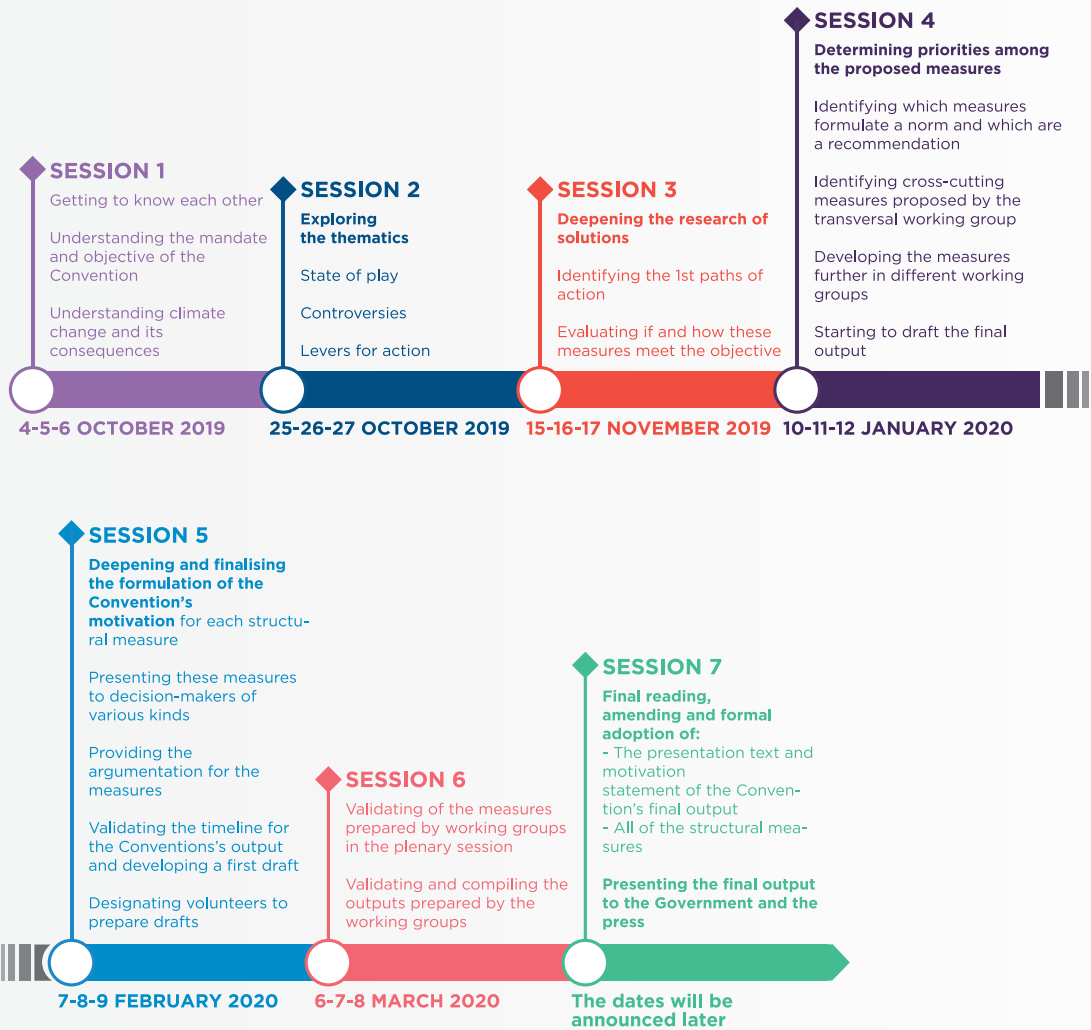 SESSION 1
Getting to know each other
Understanding the mandate
and objective of the
Convention
Understanding climate
change and its
consequences
4-5-6 OCTOBER 2019
SESSION 2
Exploring
the thematics
State of play
Controversies
Levers for action
25-26-27 OCTOBER 2019
SESSION 3
Deepening the research of
solutions
Identifying the 1st paths of
action
Evaluating if and how these
measures meet the objective
15-16-17 NOVEMBER 2019
SESSION 4
Determining priorities among
the proposed measures
Identifying which measures
formulate a norm and which are
a recommendation
Identifying cross-cutting
measures proposed by the
transversal working group
Developing the measures
further in different working
groups
Starting to draft the final
output
10-11-12 JANUARY 2020
SESSION 5
Deepening and finalising
the formulation of the
Convention's
motivation for each structu-
ral measure
Presenting these measures
to decision-makers of
various kinds
Providing the
argumentation for the
measures
Validating the timeline for
the Conventions's output
and developing a first draft
Designating volunteers to
prepare drafts
7-8-9 FEBRUARY 2020
SESSION 6
Validating of the measures
prepared by working groups
in the plenary session
Validating and compiling the
outputs prepared by the
working groups
6-7-8 MARCH 2020
SESSION 7
Final reading,
amending and formal
adoption of:
- The presentation text and
motivation
statement of the Conven-
tion's final output
- All of the structural mea-
sures
Presenting the final output
to the Government and the
press
The dates will be
announced later